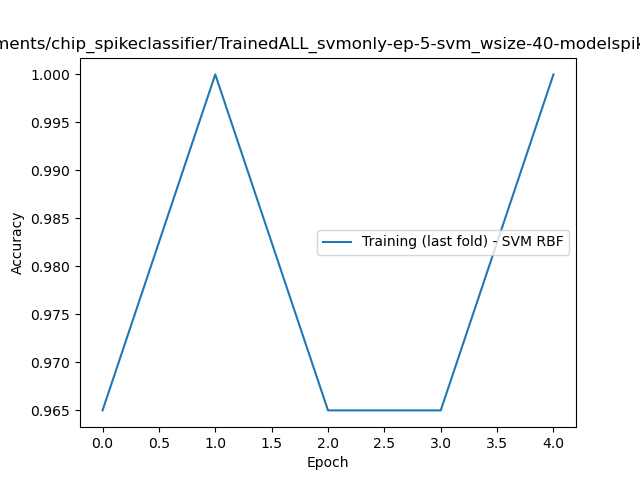 ments/chip_spikeclassifier/TrainedALL_svmonly-ep-5-svm_wsize-40-modelspik
1.000
0.995
0.990
0.985
0.980
0.975
0.970
0.965
Accuracy
Training (last fold) - SVM RBF
0.0 0.5 1.0 1.5 2.0 2.5 3.0 3.5 4.0
Epoch